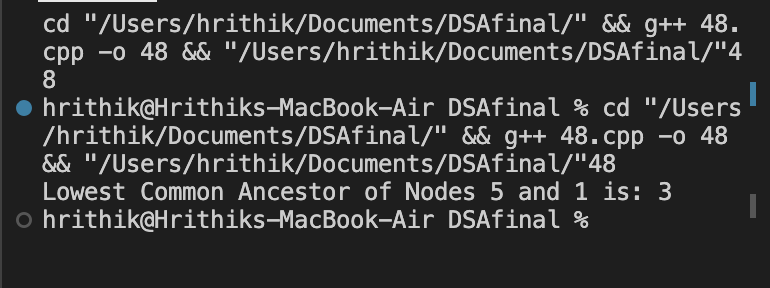 cd "/Users/hrithik/Documents/DSAfinal/" && g++ 48.
cpp -o 48 && "/Users/hrithik/Documents/DSAfinal/"4
8
hrithik@Hrithiks-MacBook-Air DSAfinal % cd "/Users
/hrithik/Documents/DSAfinal/" && g++ 48.cpp -o 48
&& "/Users/hrithik/Documents/DSAfinal/"48
Lowest Common Ancestor of Nodes 5 and 1 is: 3
hrithik@Hrithiks-MacBook-Air DSAfinal %